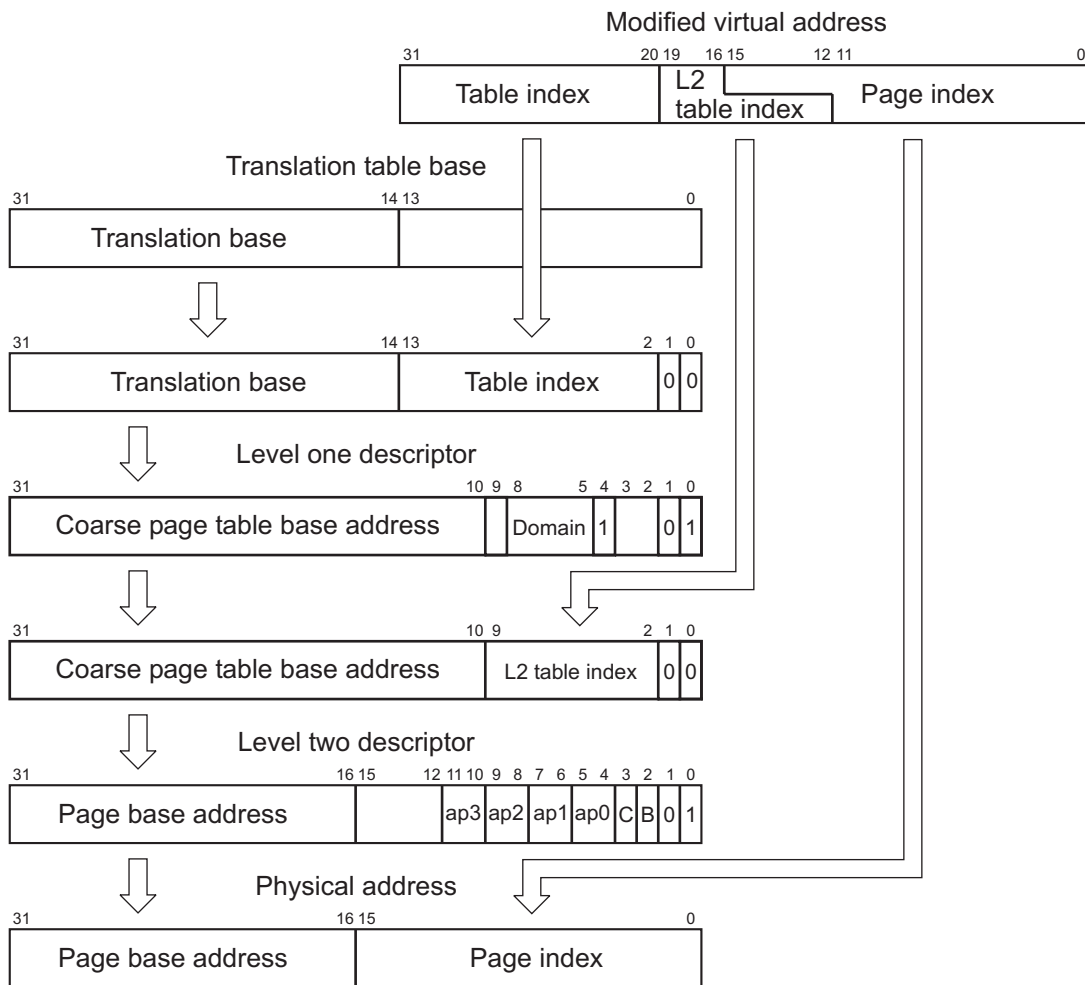 Modified virtual address
31 20 19 16 15 12 11 0
Table index L2 table index Page index
Translation table base
31 14 13 0
Translation base
31 14 13 2 1 0
Translation base Table index 0 0
Level one descriptor
31 10 9 8 5 4 3 2 1 0
Coarse page table base address Domain 1 0 1
31 10 9 2 1 0
Coarse page table base address L2 table index 0 0
Level two descriptor
31 16 15 12 11 10 9 8 7 6 5 4 3 2 1 0
Page base address ap3 ap2 ap1 ap0 C B 0 1
Physical address
31 16 15 0
Page base address Page index